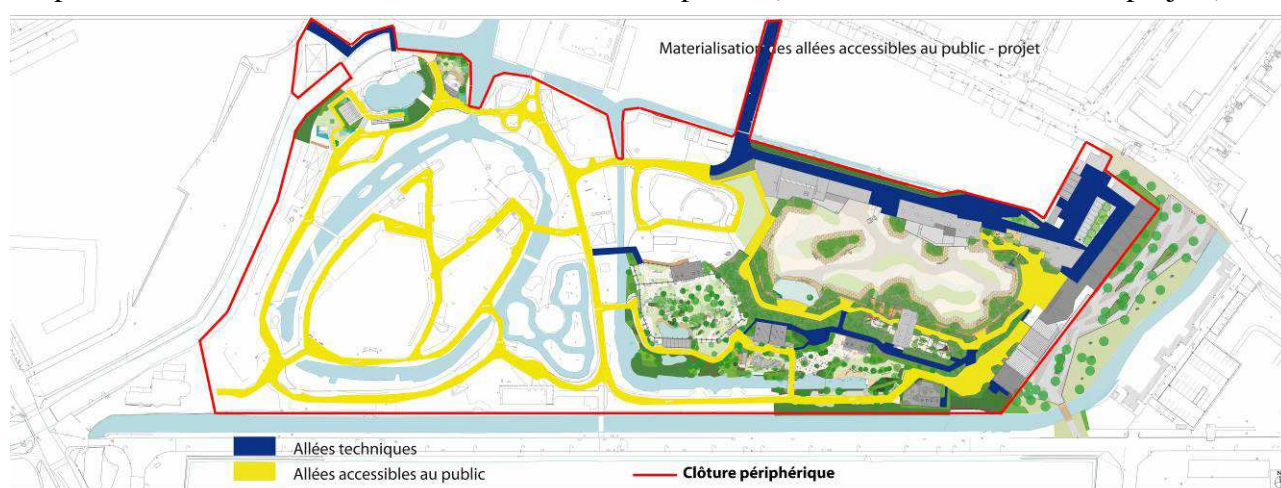 Materialisation des allées accessibles au public - projet
Allées techniques
Allées accessibles au public
Clôture périphérique